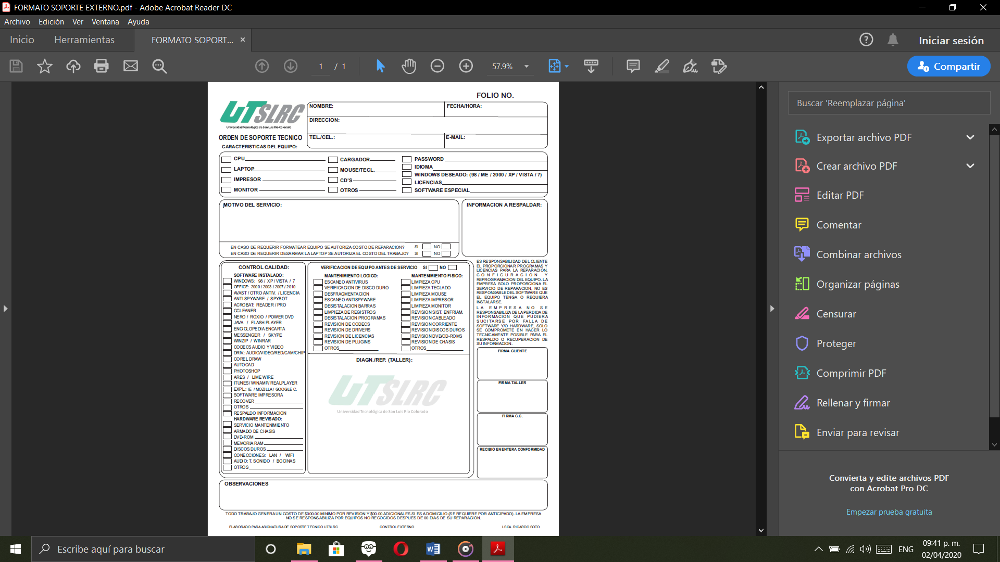 FORMATO SOPORTE EXTERNO.pdf - Adobe Acrobat Reader DC
Archivo Edición Ver Ventana Ayuda
Inicio Herramientas FORMATO SOPORT... ×
Iniciar sesión
1 / 1 57.9%
Compartir
FOLIO NO.
UTSLRC
Universidad Tecnológica de San Luis Río Colorado
ORDEN DE SOPORTE TECNICO
NOMBRE: FECHA/HORA:
DIRECCION:
TEL./CEL.: E-MAIL:
CARACTERISTICAS DEL EQUIPO:
CPU CARGADOR PASSWORD
IDIOMA
LAPTOP MOUSE/TECL.
WINDOWS DESEADO: (98 / ME / 2000 / XP / VISTA / 7)
IMPRESOR CD'S LICENCIAS
MONITOR OTROS SOFTWARE ESPECIAL
MOTIVO DEL SERVICIO:
INFORMACION A RESPALDAR:
EN CASO DE REQUERIR FORMATEAR EQUIPO SE AUTORIZA COSTO DE REPARACION? SI NO
EN CASO DE REQUERIR DESARMAR LA LAPTOP SE AUTORIZA EL COSTO DEL TRABAJO? SI NO
CONTROL CALIDAD:
SOFTWARE INSTALADO:
WINDOWS: 98 / XP / VISTA / 7
OFFICE: 2000 / 2003 / 2007 / 2010
AVAST / OTRO ANTIV. / LICENCIA
ANTI SPYWARE / SPYBOT
ACROBAT: READER / PRO
CCLEANER
NERO / ROXIO / POWER DVD
JAVA / FLASH PLAYER
ENCICLOPEDIA ENCARTA
MESSENGER / SKYPE
WINZIP / WINRAR
CODECS AUDIO Y VIDEO
DRIV.: AUDIO/VIDEO/RED/CAM/CHIP
COREL DRAW
AUTOCAD
PHOTOSHOP
ARES / LIME WIRE
ITUNES/ WINAMP/ REALPLAYER
EXPL.: IE / MOZILLA / GOOGLE C.
SOFTWARE IMPRESORA
RECOVER
OTROS
RESPALDO INFORMACION
HARDWARE REVISADO:
SERVICIO MANTENIMIENTO
ARMADO DE CHASIS
DVD-ROM
MEMORIA RAM
DISCOS DUROS
CONECCIONES: LAN / WIFI
AUDIO: T. SONIDO / BOCINAS
OTROS
VERIFICACION DE EQUIPO ANTES DE SERVICIO SI NO
MANTENIMIENTO LOGICO:
ESCANEO ANTIVIRUS
VERIFICACION DE DISCO DURO
DESFRAGMENTACION
ESCANEO ANTISPYWARE
DESISTALACION BARRAS
LIMPIEZA DE REGISTROS
DESISTALACION PROGRAMAS
REVISION DE CODECS
REVISION DE DRIVERS
REVISION DE LICENCIAS
REVISION DE PLUGINS
OTROS
MANTENIMIENTO FISICO:
LIMPIEZA CPU
LIMPIEZA TECLADO
LIMPIEZA MOUSE
LIMPIEZA IMPRESOR
LIMPIEZA MONITOR
REVISION SIST. ENFRIAM.
REVISION CABLEADO
REVISION CORRIENTE
REVISION DISCOS DUROS
REVISION DVD/CD-ROMS
REVISION DE CHASIS
OTROS
DIAGN./REP. (TALLER):
UTSLRC
Universidad Tecnológica de San Luis Río Colorado
ES RESPONSABILIDAD DEL CLIENTE
EL PROPORCIONAR PROGRAMAS Y
LICENCIAS PARA LA REPARACION,
CONFIGURACION Y
REPROGRAMACION DEL EQUIPO. LA
EMPRESA SOLO PROPORCIONA EL
SERVICIO DE REPARACION, NO ES
RESPONSABLE DEL SOFTWARE QUE
EL EQUIPO TENGA O REQUIERA
INSTALARSE.
LA EMPRESA NO SE
RESPONSABILIZA DE LA PERDIDA DE
INFORMACION QUE PUDIERA
SUCITARSE POR FALLA DE
SOFTWARE Y/O HARDWARE, SOLO
SE COMPROMETE EN HACER LO
TECNICAMENTE POSIBLE PARA EL
RESPALDO O RECUPERACION DE
SU INFORMACION.
FIRMA CLIENTE
FIRMA TALLER
FIRMA C.C.
RECIBIO EN ENTERA CONFORMIDAD
OBSERVACIONES
TODO TRABAJO GENERA UN COSTO DE $000.00 MINIMO POR REVISION Y $00.00 ADICIONALES SI ES A DOMICILIO (SE REQUIERE POR ANTICIPADO). LA EMPRESA
NO SE RESPONSABILIZA POR EQUIPOS NO RECOGIDOS DESPUES DE 00 DIAS DE SU REPARACION.
ELABORADO PARA ASIGNATURA DE SOPORTE TECNICO UTSLRC CONTROL EXTERNO LSCA. RICARDO SOTO
Buscar 'Reemplazar página'
Exportar archivo PDF
Crear archivo PDF
Editar PDF
Comentar
Combinar archivos
Organizar páginas
Censurar
Proteger
Comprimir PDF
Rellenar y firmar
Enviar para revisar
Convierta y edite archivos PDF
con Acrobat Pro DC
Empezar prueba gratuita
Escribe aquí para buscar
ENG
09:41 p. m.
02/04/2020